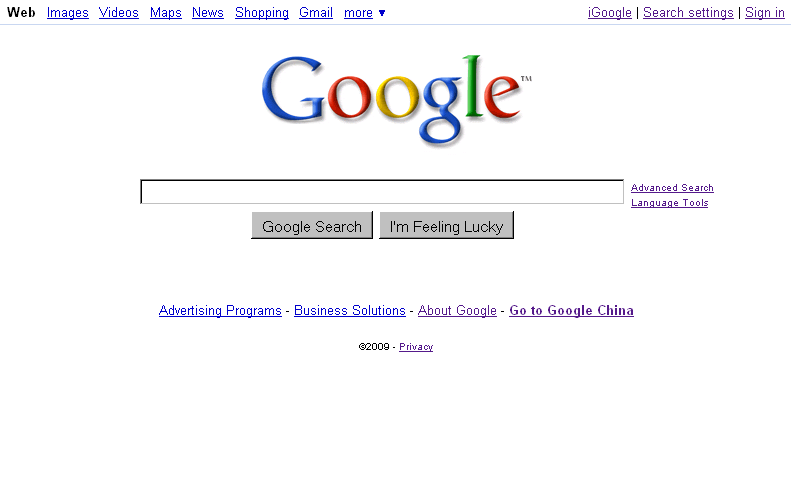 Web Images Videos Maps News Shopping Gmail more ▼ iGoogle | Search settings | Sign in
Google™
Advanced Search
Language Tools
Google Search I'm Feeling Lucky
Advertising Programs - Business Solutions - About Google - Go to Google China
©2009 - Privacy